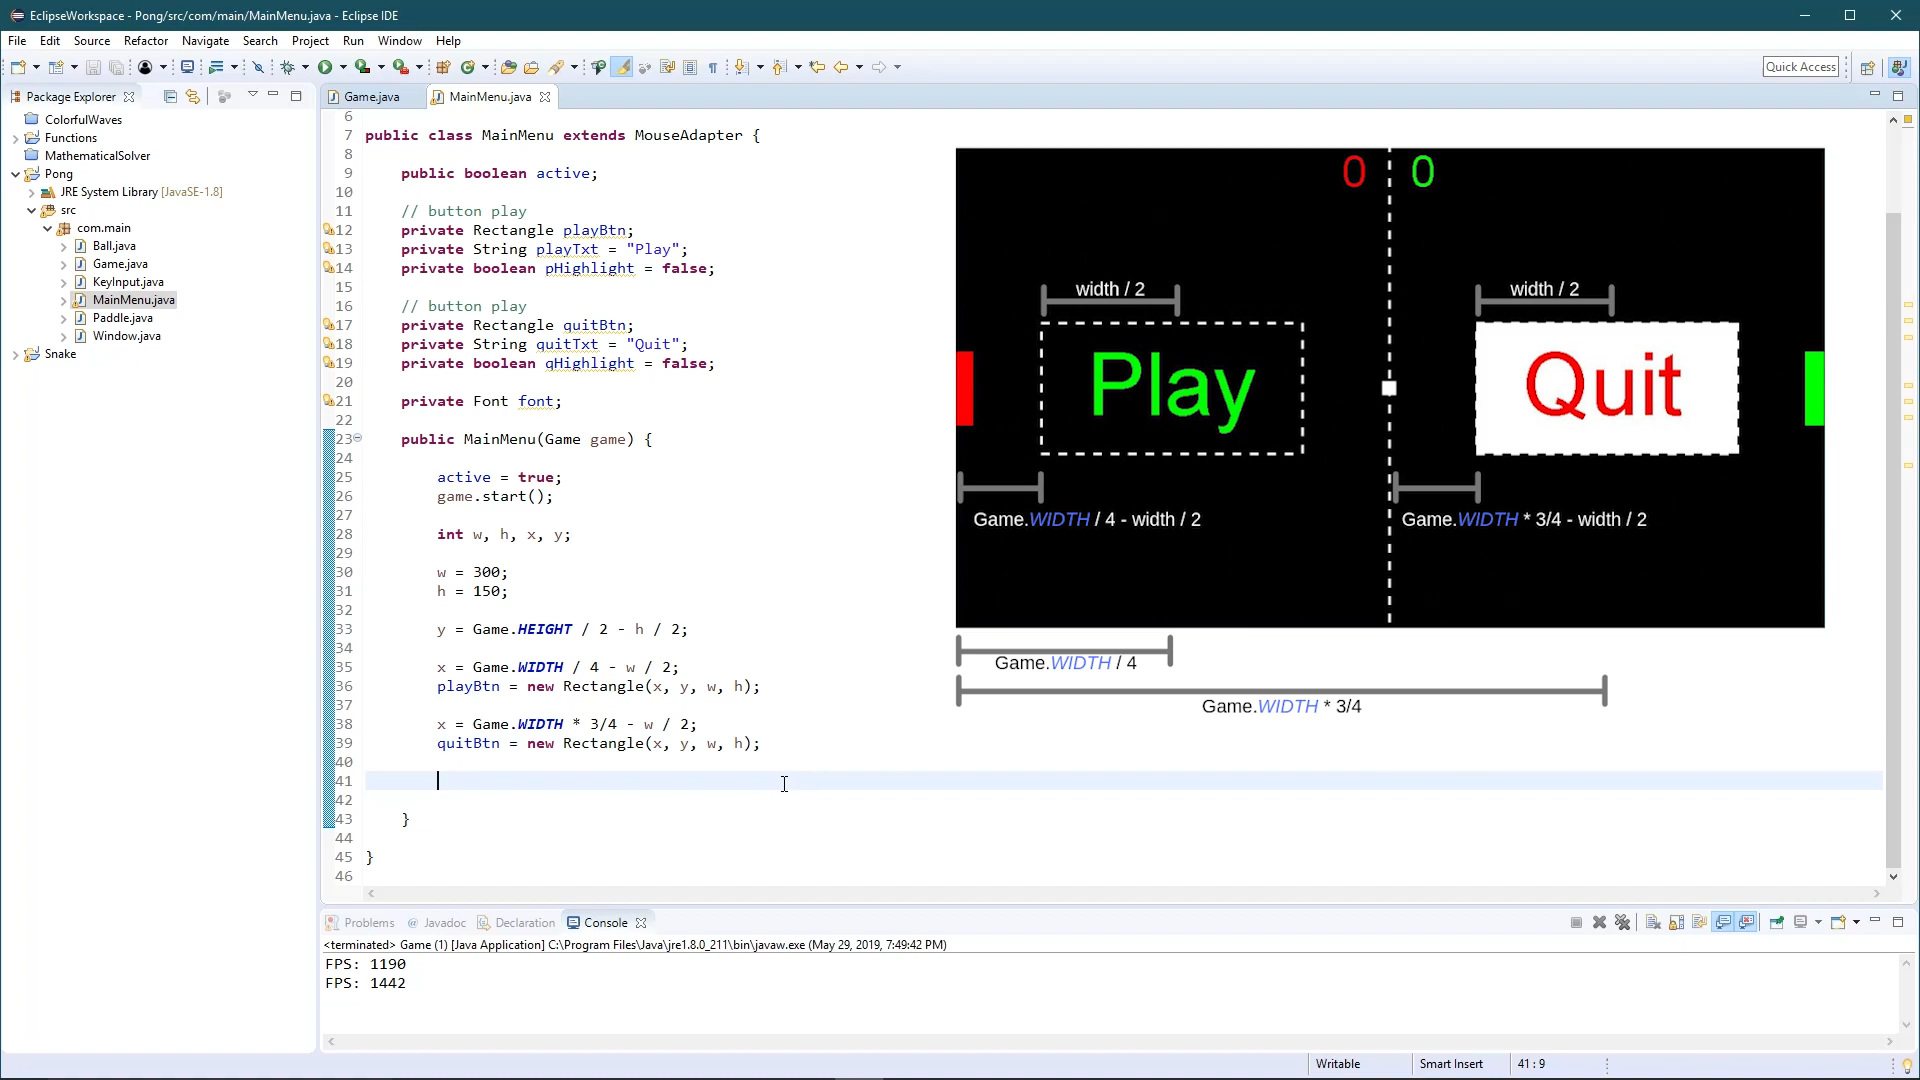 EclipseWorkspace - Pong/src/com/main/MainMenu.java - Eclipse IDE
File Edit Source Refactor Navigate Search Project Run Window Help
Quick Access
Package Explorer
ColorfulWaves
Functions
MathematicalSolver
Pong
JRE System Library [JavaSE-1.8]
src
com.main
Ball.java
Game.java
KeyInput.java
MainMenu.java
Paddle.java
Window.java
Snake
Game.java MainMenu.java
6
7 public class MainMenu extends MouseAdapter {
8
9 public boolean active;
10
11 // button play
12 private Rectangle playBtn;
13 private String playTxt = "Play";
14 private boolean pHighlight = false;
15
16 // button play
17 private Rectangle quitBtn;
18 private String quitTxt = "Quit";
19 private boolean qHighlight = false;
20
21 private Font font;
22
23 public MainMenu(Game game) {
24
25 active = true;
26 game.start();
27
28 int w, h, x, y;
29
30 w = 300;
31 h = 150;
32
33 y = Game.HEIGHT / 2 - h / 2;
34
35 x = Game.WIDTH / 4 - w / 2;
36 playBtn = new Rectangle(x, y, w, h);
37
38 x = Game.WIDTH * 3/4 - w / 2;
39 quitBtn = new Rectangle(x, y, w, h);
40
41
42
43 }
44
45 }
46
0 0
width / 2 width / 2
Play Quit
Game.WIDTH / 4 - width / 2 Game.WIDTH * 3/4 - width / 2
Game.WIDTH / 4
Game.WIDTH * 3/4
Problems @ Javadoc Declaration Console
<terminated> Game (1) [Java Application] C:\Program Files\Java\jre1.8.0_211\bin\javaw.exe (May 29, 2019, 7:49:42 PM)
FPS: 1190
FPS: 1442
Writable Smart Insert 41 : 9